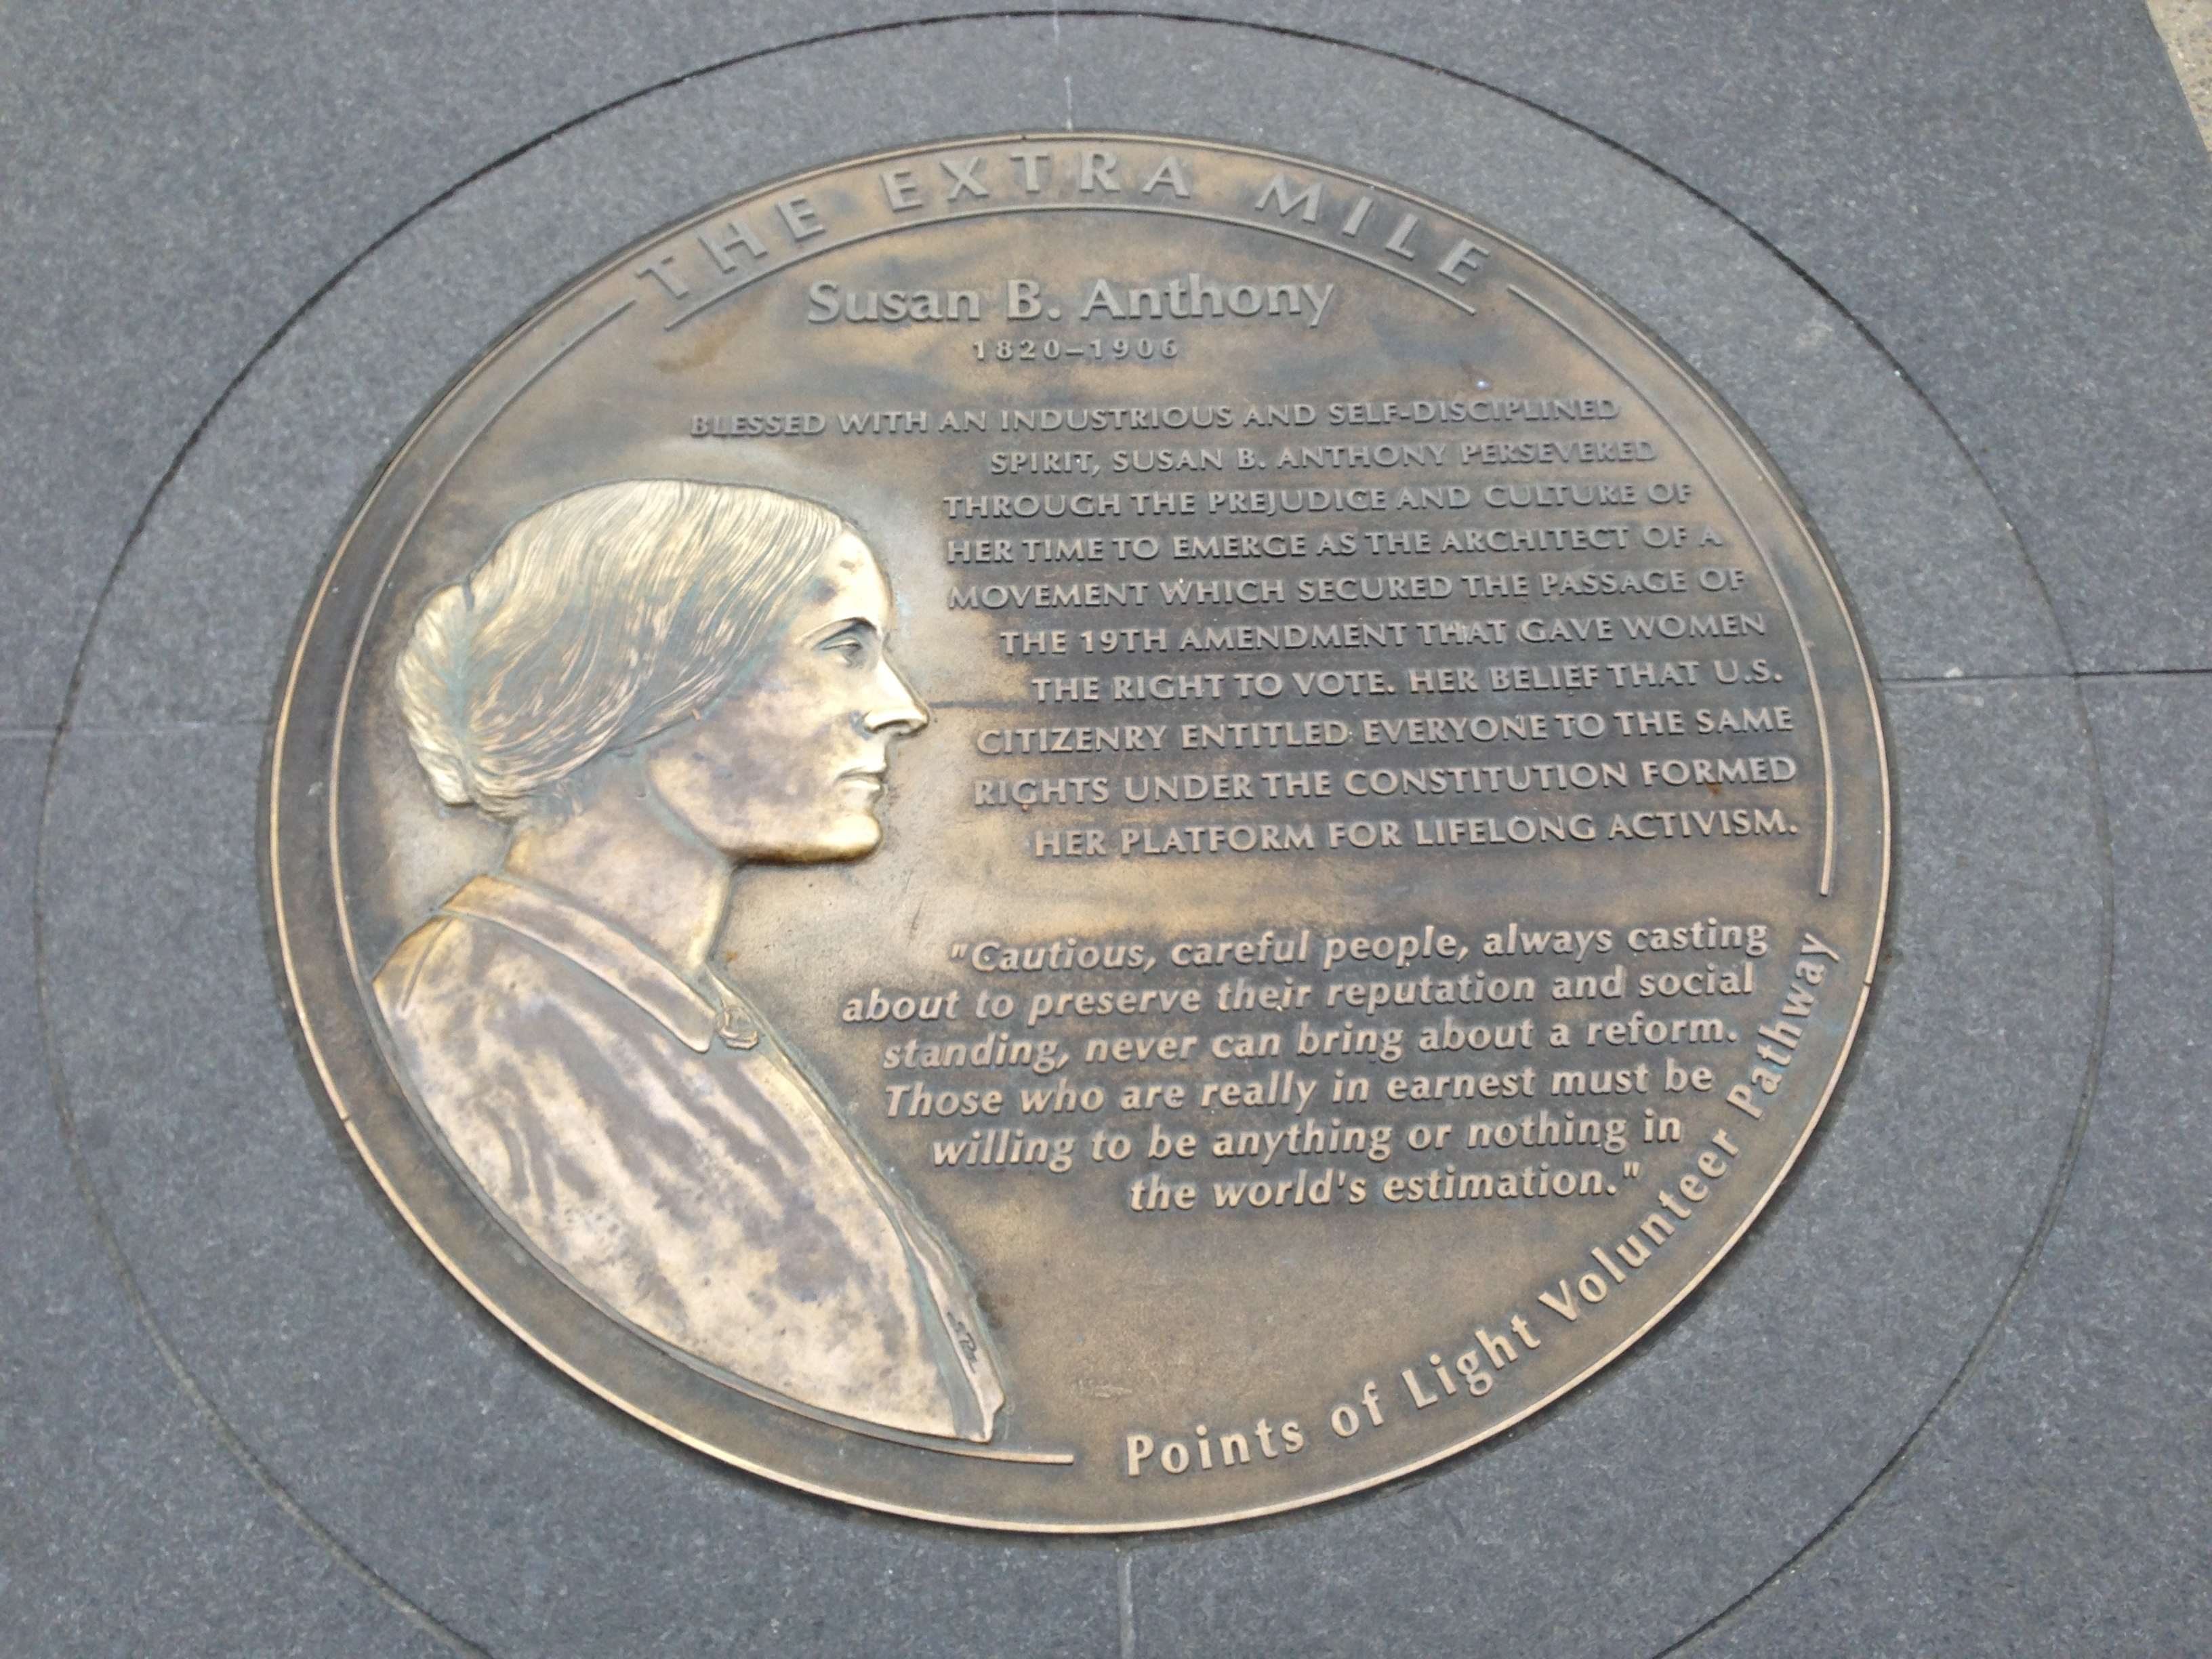 THE EXTRA MILE
Susan B. Anthony
1820–1906
BLESSED WITH AN INDUSTRIOUS AND SELF-DISCIPLINED
SPIRIT, SUSAN B. ANTHONY PERSEVERED
THROUGH THE PREJUDICE AND CULTURE OF
HER TIME TO EMERGE AS THE ARCHITECT OF A
MOVEMENT WHICH SECURED THE PASSAGE OF
THE 19TH AMENDMENT THAT GAVE WOMEN
THE RIGHT TO VOTE. HER BELIEF THAT U.S.
CITIZENRY ENTITLED EVERYONE TO THE SAME
RIGHTS UNDER THE CONSTITUTION FORMED
HER PLATFORM FOR LIFELONG ACTIVISM.
"Cautious, careful people, always casting
about to preserve their reputation and social
standing, never can bring about a reform.
Those who are really in earnest must be
willing to be anything or nothing in
the world's estimation."
Points of Light Volunteer Pathway